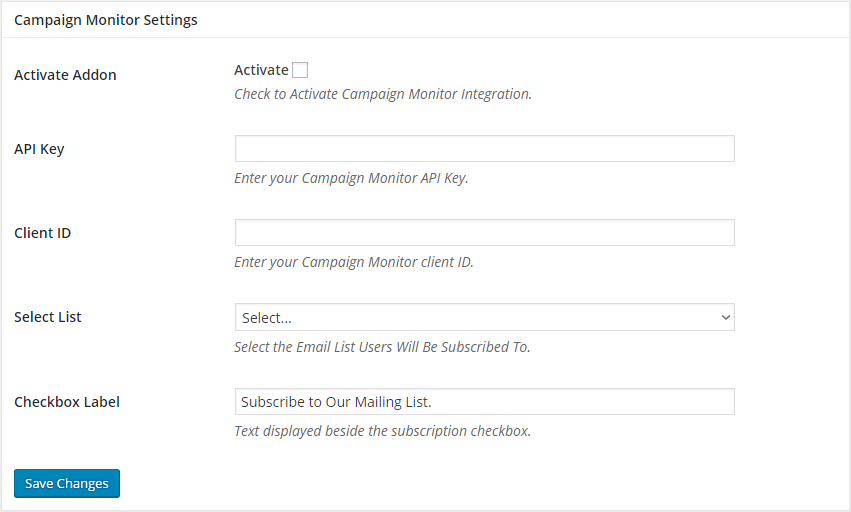 Campaign Monitor Settings
Activate Addon
Activate
Check to Activate Campaign Monitor Integration.
API Key
Enter your Campaign Monitor API Key.
Client ID
Enter your Campaign Monitor client ID.
Select List
Select...
Select the Email List Users Will Be Subscribed To.
Checkbox Label
Subscribe to Our Mailing List.
Text displayed beside the subscription checkbox.
Save Changes